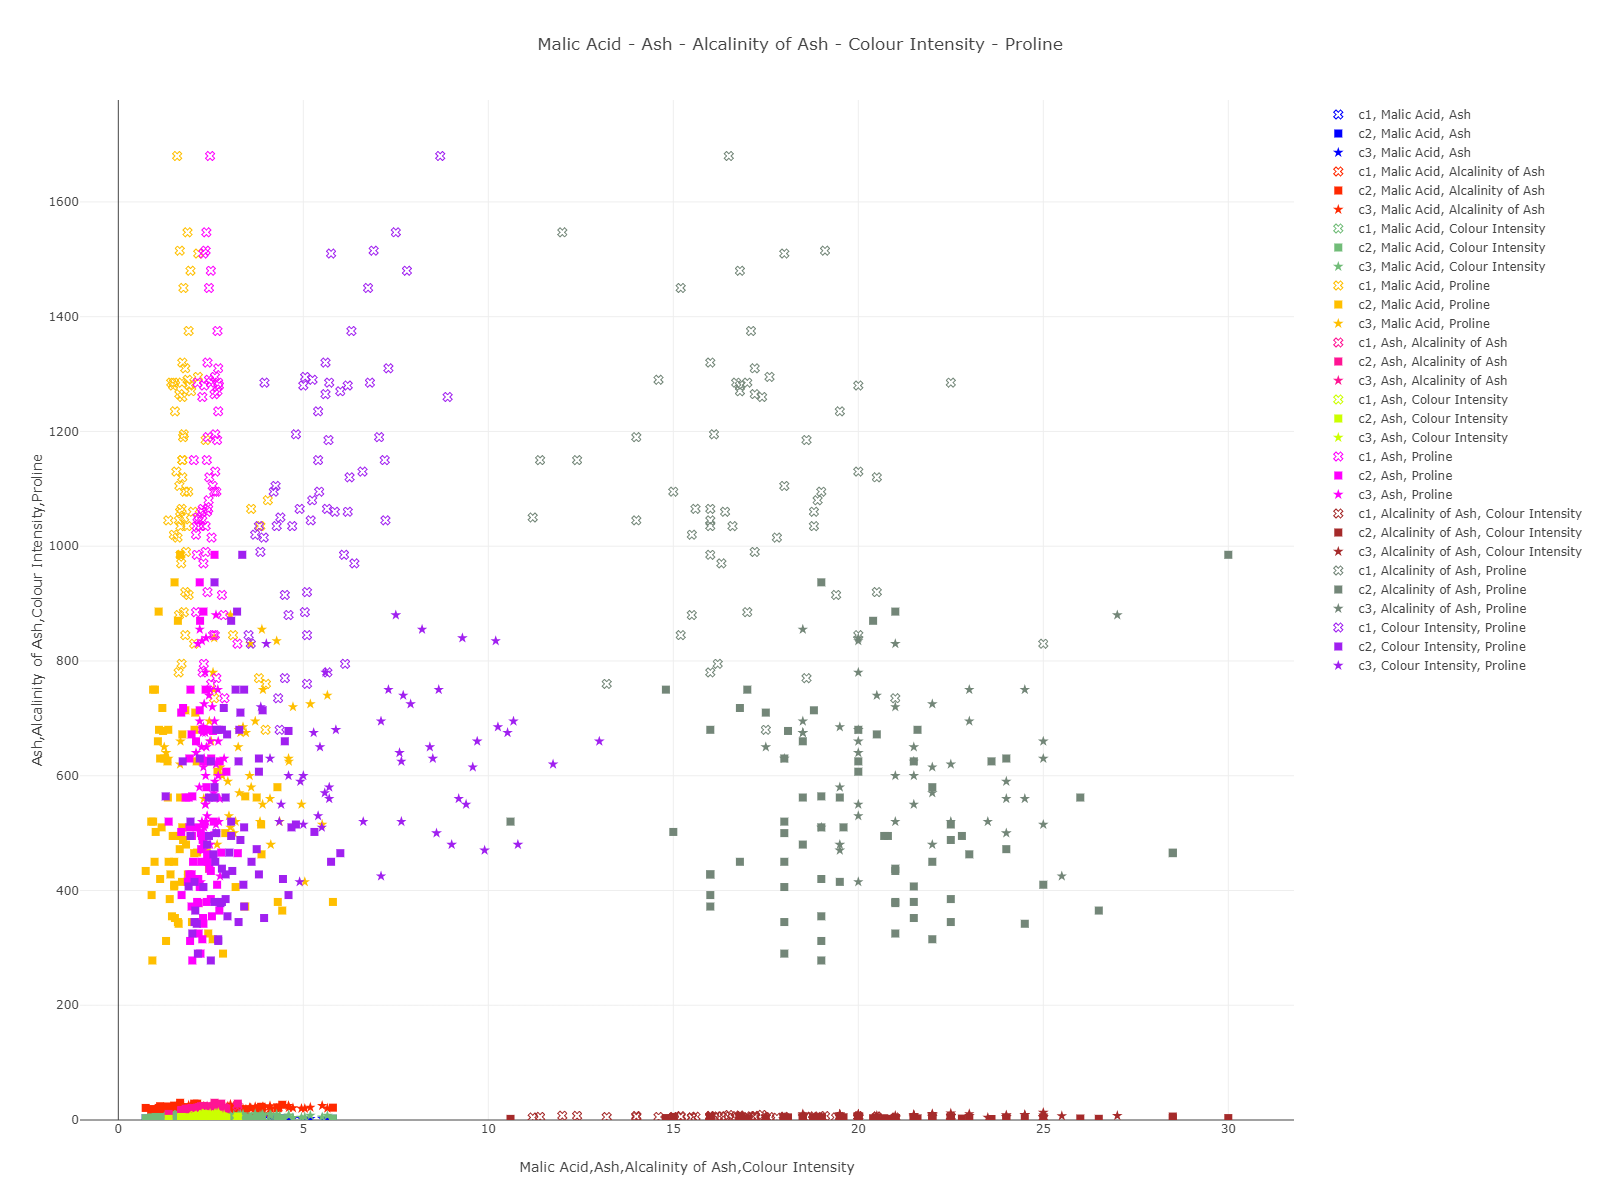 Malic Acid - Ash - Alcalinity of Ash - Colour Intensity - Proline
Ash,Alcalinity of Ash,Colour Intensity,Proline
1600
1400
1200
1000
800
600
400
200
0
0 5 10 15 20 25 30
Malic Acid,Ash,Alcalinity of Ash,Colour Intensity
c1, Malic Acid, Ash
c2, Malic Acid, Ash
c3, Malic Acid, Ash
c1, Malic Acid, Alcalinity of Ash
c2, Malic Acid, Alcalinity of Ash
c3, Malic Acid, Alcalinity of Ash
c1, Malic Acid, Colour Intensity
c2, Malic Acid, Colour Intensity
c3, Malic Acid, Colour Intensity
c1, Malic Acid, Proline
c2, Malic Acid, Proline
c3, Malic Acid, Proline
c1, Ash, Alcalinity of Ash
c2, Ash, Alcalinity of Ash
c3, Ash, Alcalinity of Ash
c1, Ash, Colour Intensity
c2, Ash, Colour Intensity
c3, Ash, Colour Intensity
c1, Ash, Proline
c2, Ash, Proline
c3, Ash, Proline
c1, Alcalinity of Ash, Colour Intensity
c2, Alcalinity of Ash, Colour Intensity
c3, Alcalinity of Ash, Colour Intensity
c1, Alcalinity of Ash, Proline
c2, Alcalinity of Ash, Proline
c3, Alcalinity of Ash, Proline
c1, Colour Intensity, Proline
c2, Colour Intensity, Proline
c3, Colour Intensity, Proline